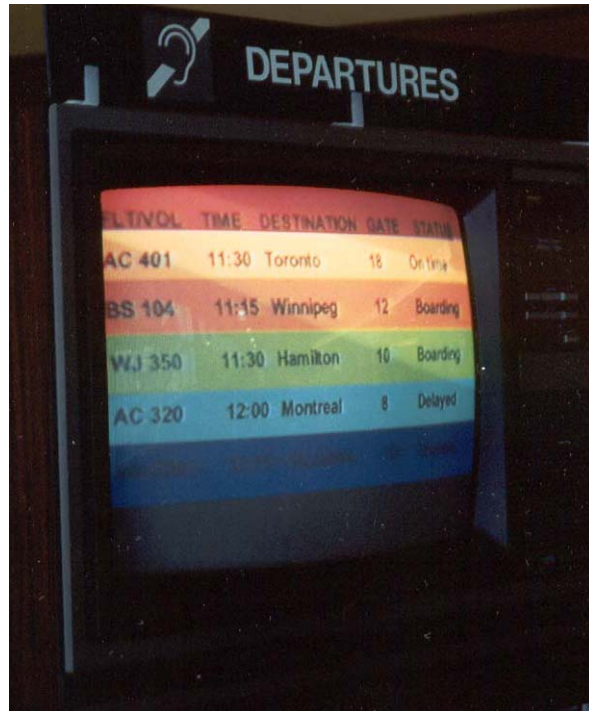 DEPARTURES
FLT/VOL TIME DESTINATION GATE STATUS
AC 401 11:30 Toronto 18 On time
BS 104 11:15 Winnipeg 12 Boarding
WJ 350 11:30 Hamilton 10 Boarding
AC 320 12:00 Montreal 8 Delayed